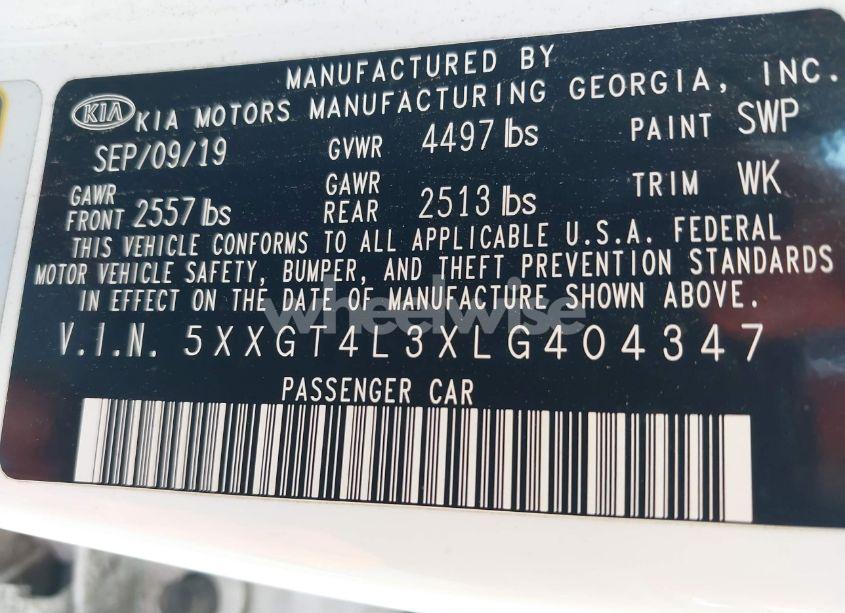 MANUFACTURED BY
KIA KIA MOTORS MANUFACTURING GEORGIA, INC.
SEP/09/19 GVWR 4497 lbs PAINT SWP
GAWR FRONT 2557 lbs GAWR REAR 2513 lbs TRIM WK
THIS VEHICLE CONFORMS TO ALL APPLICABLE U.S.A. FEDERAL
MOTOR VEHICLE SAFETY, BUMPER, AND THEFT PREVENTION STANDARDS
IN EFFECT ON THE DATE OF MANUFACTURE SHOWN ABOVE.
wheelwise
V.I.N. 5XXGT4L3XLG404347
PASSENGER CAR